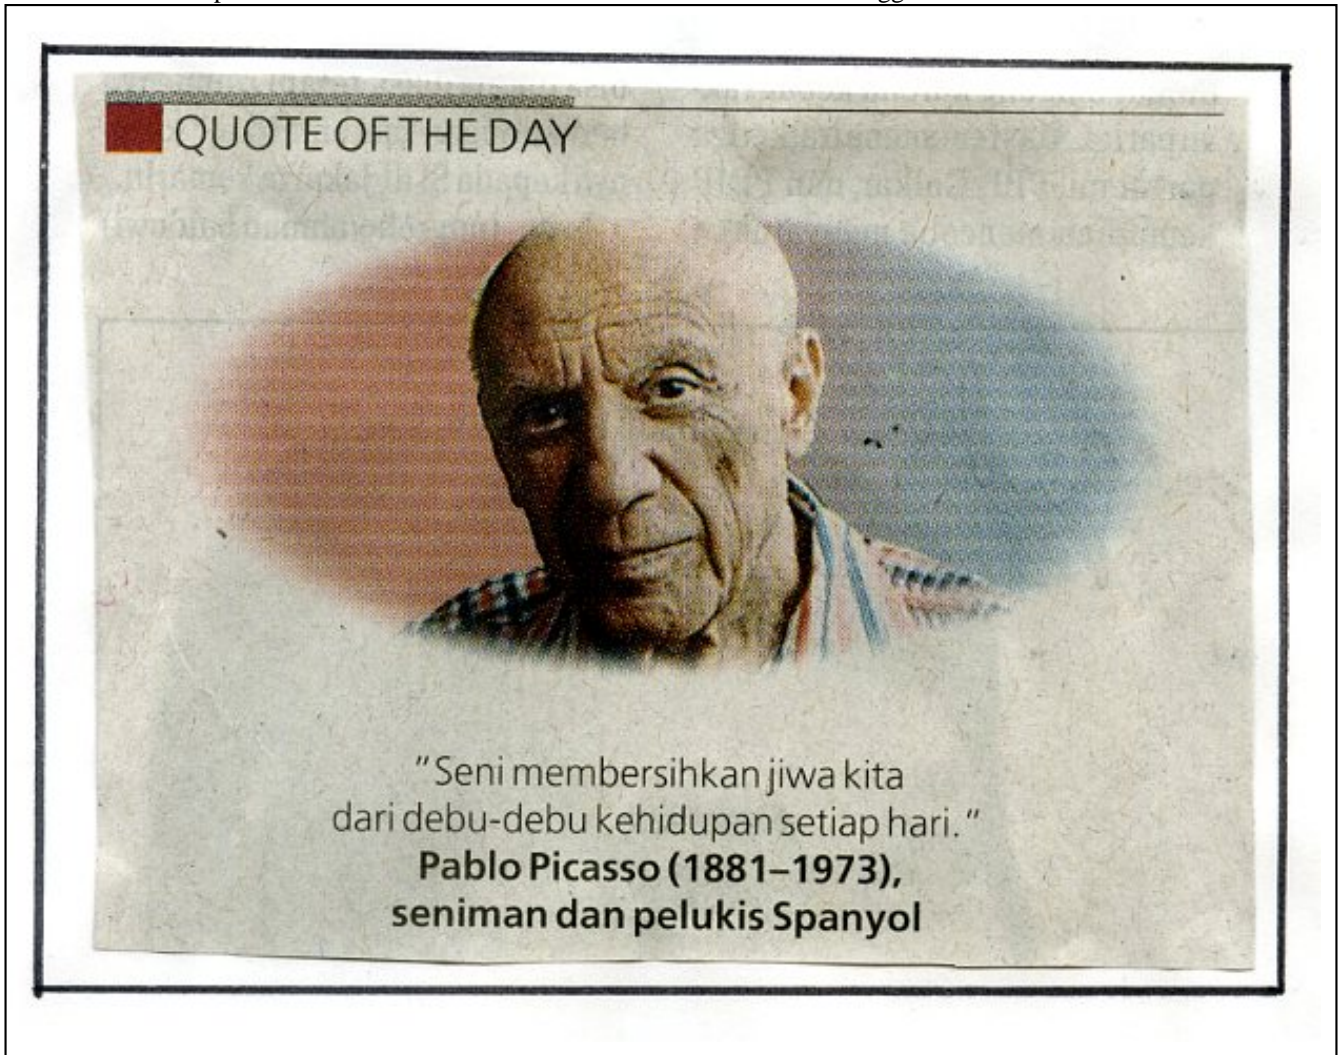 QUOTE OF THE DAY
"Seni membersihkan jiwa kita
dari debu-debu kehidupan setiap hari."
Pablo Picasso (1881–1973),
seniman dan pelukis Spanyol